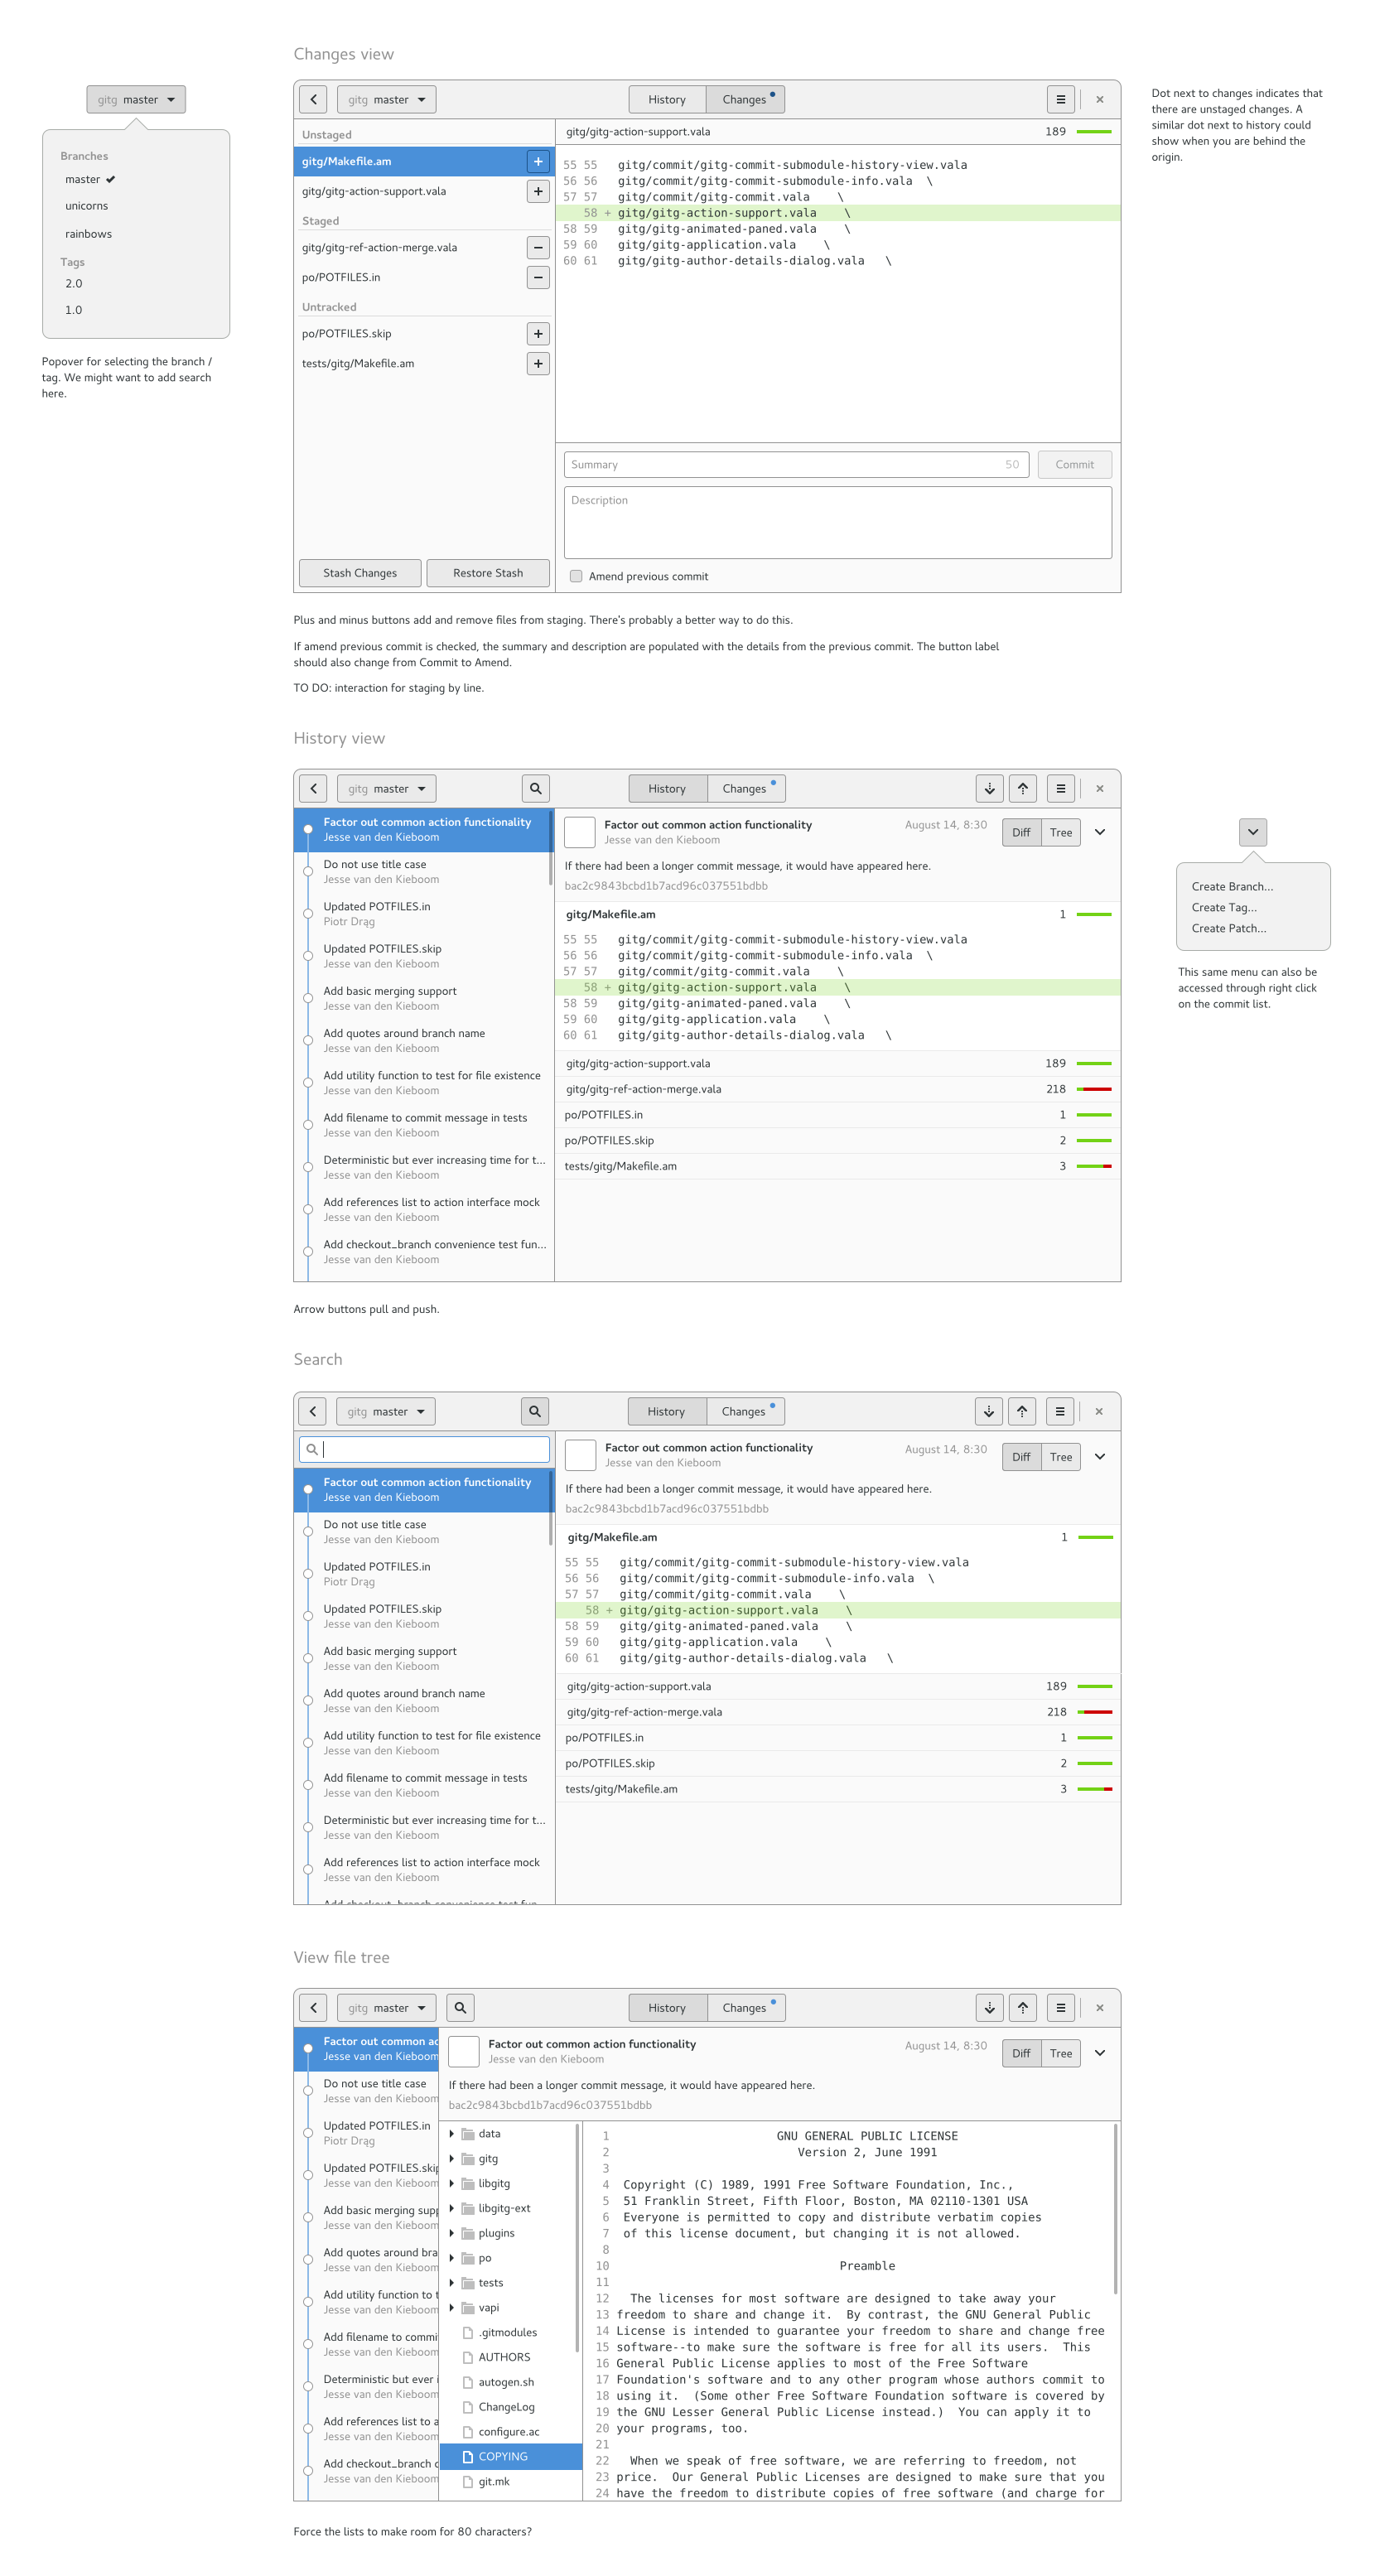 Changes view
gitg master
Branches
master
unicorns
rainbows
Tags
2.0
1.0
Popover for selecting the branch /
tag. We might want to add search
here.
gitg master
History
Changes
Unstaged
gitg/Makefile.am
gitg/gitg-action-support.vala
Staged
gitg/gitg-ref-action-merge.vala
po/POTFILES.in
Untracked
po/POTFILES.skip
tests/gitg/Makefile.am
Stash Changes
Restore Stash
gitg/gitg-action-support.vala 189
55 55 gitg/commit/gitg-commit-submodule-history-view.vala
56 56 gitg/commit/gitg-commit-submodule-info.vala \
57 57 gitg/commit/gitg-commit.vala \
58 + gitg/gitg-action-support.vala \
58 59 gitg/gitg-animated-paned.vala \
59 60 gitg/gitg-application.vala \
60 61 gitg/gitg-author-details-dialog.vala \
Summary 50
Commit
Description
Amend previous commit
Dot next to changes indicates that
there are unstaged changes. A
similar dot next to history could
show when you are behind the
origin.
Plus and minus buttons add and remove files from staging. There's probably a better way to do this.
If amend previous commit is checked, the summary and description are populated with the details from the previous commit. The button label
should also change from Commit to Amend.
TO DO: interaction for staging by line.
History view
gitg master
History
Changes
Factor out common action functionality
Jesse van den Kieboom
Do not use title case
Jesse van den Kieboom
Updated POTFILES.in
Piotr Drąg
Updated POTFILES.skip
Jesse van den Kieboom
Add basic merging support
Jesse van den Kieboom
Add quotes around branch name
Jesse van den Kieboom
Add utility function to test for file existence
Jesse van den Kieboom
Add filename to commit message in tests
Jesse van den Kieboom
Deterministic but ever increasing time for t...
Jesse van den Kieboom
Add references list to action interface mock
Jesse van den Kieboom
Add checkout_branch convenience test fun...
Jesse van den Kieboom
Factor out common action functionality
Jesse van den Kieboom
August 14, 8:30
Diff
Tree
If there had been a longer commit message, it would have appeared here.
bac2c9843bcbd1b7acd96c037551bdbb
gitg/Makefile.am 1
55 55 gitg/commit/gitg-commit-submodule-history-view.vala
56 56 gitg/commit/gitg-commit-submodule-info.vala \
57 57 gitg/commit/gitg-commit.vala \
58 + gitg/gitg-action-support.vala \
58 59 gitg/gitg-animated-paned.vala \
59 60 gitg/gitg-application.vala \
60 61 gitg/gitg-author-details-dialog.vala \
gitg/gitg-action-support.vala 189
gitg/gitg-ref-action-merge.vala 218
po/POTFILES.in 1
po/POTFILES.skip 2
tests/gitg/Makefile.am 3
Create Branch...
Create Tag...
Create Patch...
This same menu can also be
accessed through right click
on the commit list.
Arrow buttons pull and push.
Search
gitg master
History
Changes
Factor out common action functionality
Jesse van den Kieboom
Do not use title case
Jesse van den Kieboom
Updated POTFILES.in
Piotr Drąg
Updated POTFILES.skip
Jesse van den Kieboom
Add basic merging support
Jesse van den Kieboom
Add quotes around branch name
Jesse van den Kieboom
Add utility function to test for file existence
Jesse van den Kieboom
Add filename to commit message in tests
Jesse van den Kieboom
Deterministic but ever increasing time for t...
Jesse van den Kieboom
Add references list to action interface mock
Jesse van den Kieboom
Factor out common action functionality
Jesse van den Kieboom
August 14, 8:30
Diff
Tree
If there had been a longer commit message, it would have appeared here.
bac2c9843bcbd1b7acd96c037551bdbb
gitg/Makefile.am 1
55 55 gitg/commit/gitg-commit-submodule-history-view.vala
56 56 gitg/commit/gitg-commit-submodule-info.vala \
57 57 gitg/commit/gitg-commit.vala \
58 + gitg/gitg-action-support.vala \
58 59 gitg/gitg-animated-paned.vala \
59 60 gitg/gitg-application.vala \
60 61 gitg/gitg-author-details-dialog.vala \
gitg/gitg-action-support.vala 189
gitg/gitg-ref-action-merge.vala 218
po/POTFILES.in 1
po/POTFILES.skip 2
tests/gitg/Makefile.am 3
View file tree
gitg master
History
Changes
Factor out common ac
Jesse van den Kieboom
Do not use title case
Jesse van den Kieboom
Updated POTFILES.in
Piotr Drąg
Updated POTFILES.skip
Jesse van den Kieboom
Add basic merging supp
Jesse van den Kieboom
Add quotes around bra
Jesse van den Kieboom
Add utility function to t
Jesse van den Kieboom
Add filename to commi
Jesse van den Kieboom
Deterministic but ever i
Jesse van den Kieboom
Add references list to a
Jesse van den Kieboom
Add checkout_branch c
Jesse van den Kieboom
Factor out common action functionality
Jesse van den Kieboom
August 14, 8:30
Diff
Tree
If there had been a longer commit message, it would have appeared here.
bac2c9843bcbd1b7acd96c037551bdbb
data
gitg
libgitg
libgitg-ext
plugins
po
tests
vapi
.gitmodules
AUTHORS
autogen.sh
ChangeLog
configure.ac
COPYING
git.mk
1 GNU GENERAL PUBLIC LICENSE
2 Version 2, June 1991
3
4 Copyright (C) 1989, 1991 Free Software Foundation, Inc.,
5 51 Franklin Street, Fifth Floor, Boston, MA 02110-1301 USA
6 Everyone is permitted to copy and distribute verbatim copies
7 of this license document, but changing it is not allowed.
8
10 Preamble
11
12 The licenses for most software are designed to take away your
13 freedom to share and change it. By contrast, the GNU General Public
14 License is intended to guarantee your freedom to share and change free
15 software--to make sure the software is free for all its users. This
16 General Public License applies to most of the Free Software
17 Foundation's software and to any other program whose authors commit to
18 using it. (Some other Free Software Foundation software is covered by
19 the GNU Lesser General Public License instead.) You can apply it to
20 your programs, too.
21
22 When we speak of free software, we are referring to freedom, not
23 price. Our General Public Licenses are designed to make sure that you
24 have the freedom to distribute copies of free software (and charge for
Force the lists to make room for 80 characters?